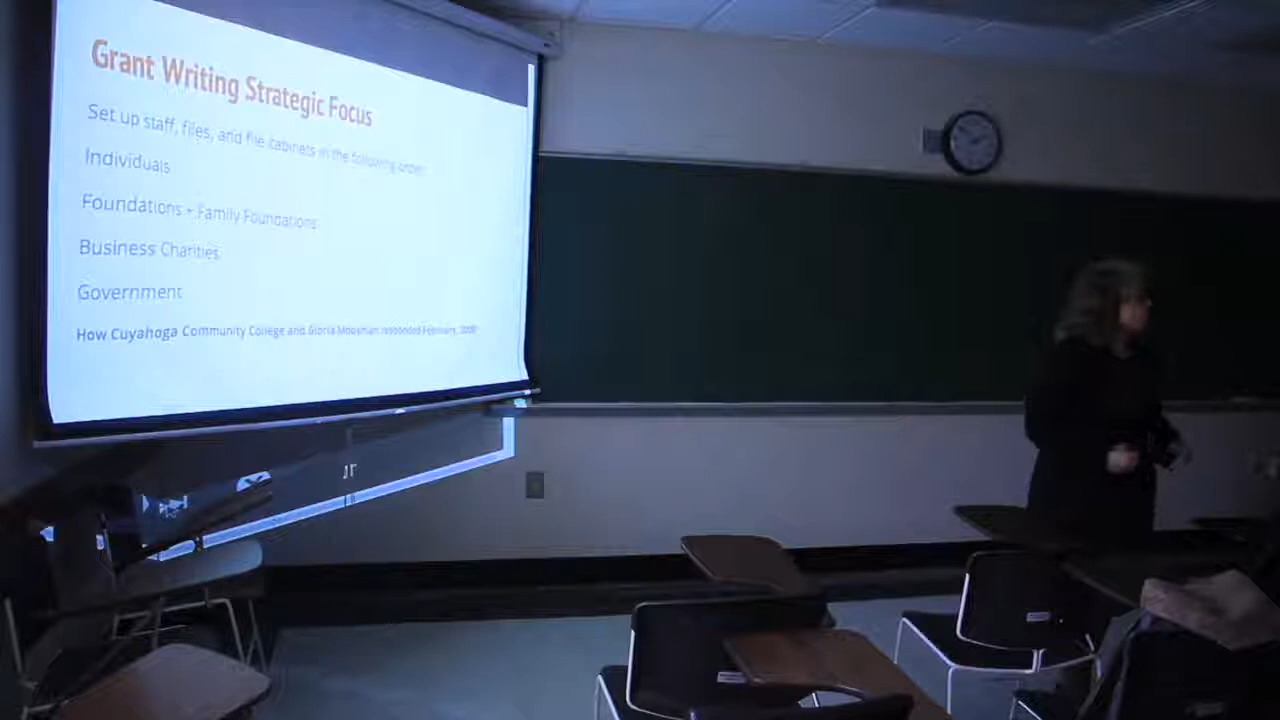 Grant Writing Strategic Focus
Set up staff, files, and file cabinets in the following order:
Individuals
Foundations + Family Foundations
Business Charities
Government
How Cuyahoga Community College and Gloria Moosman responded February,